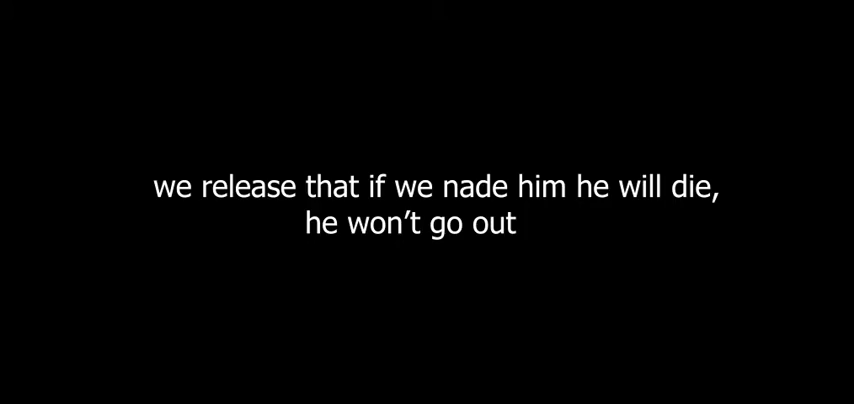 we release that if we nade him he will die,
he won't go out